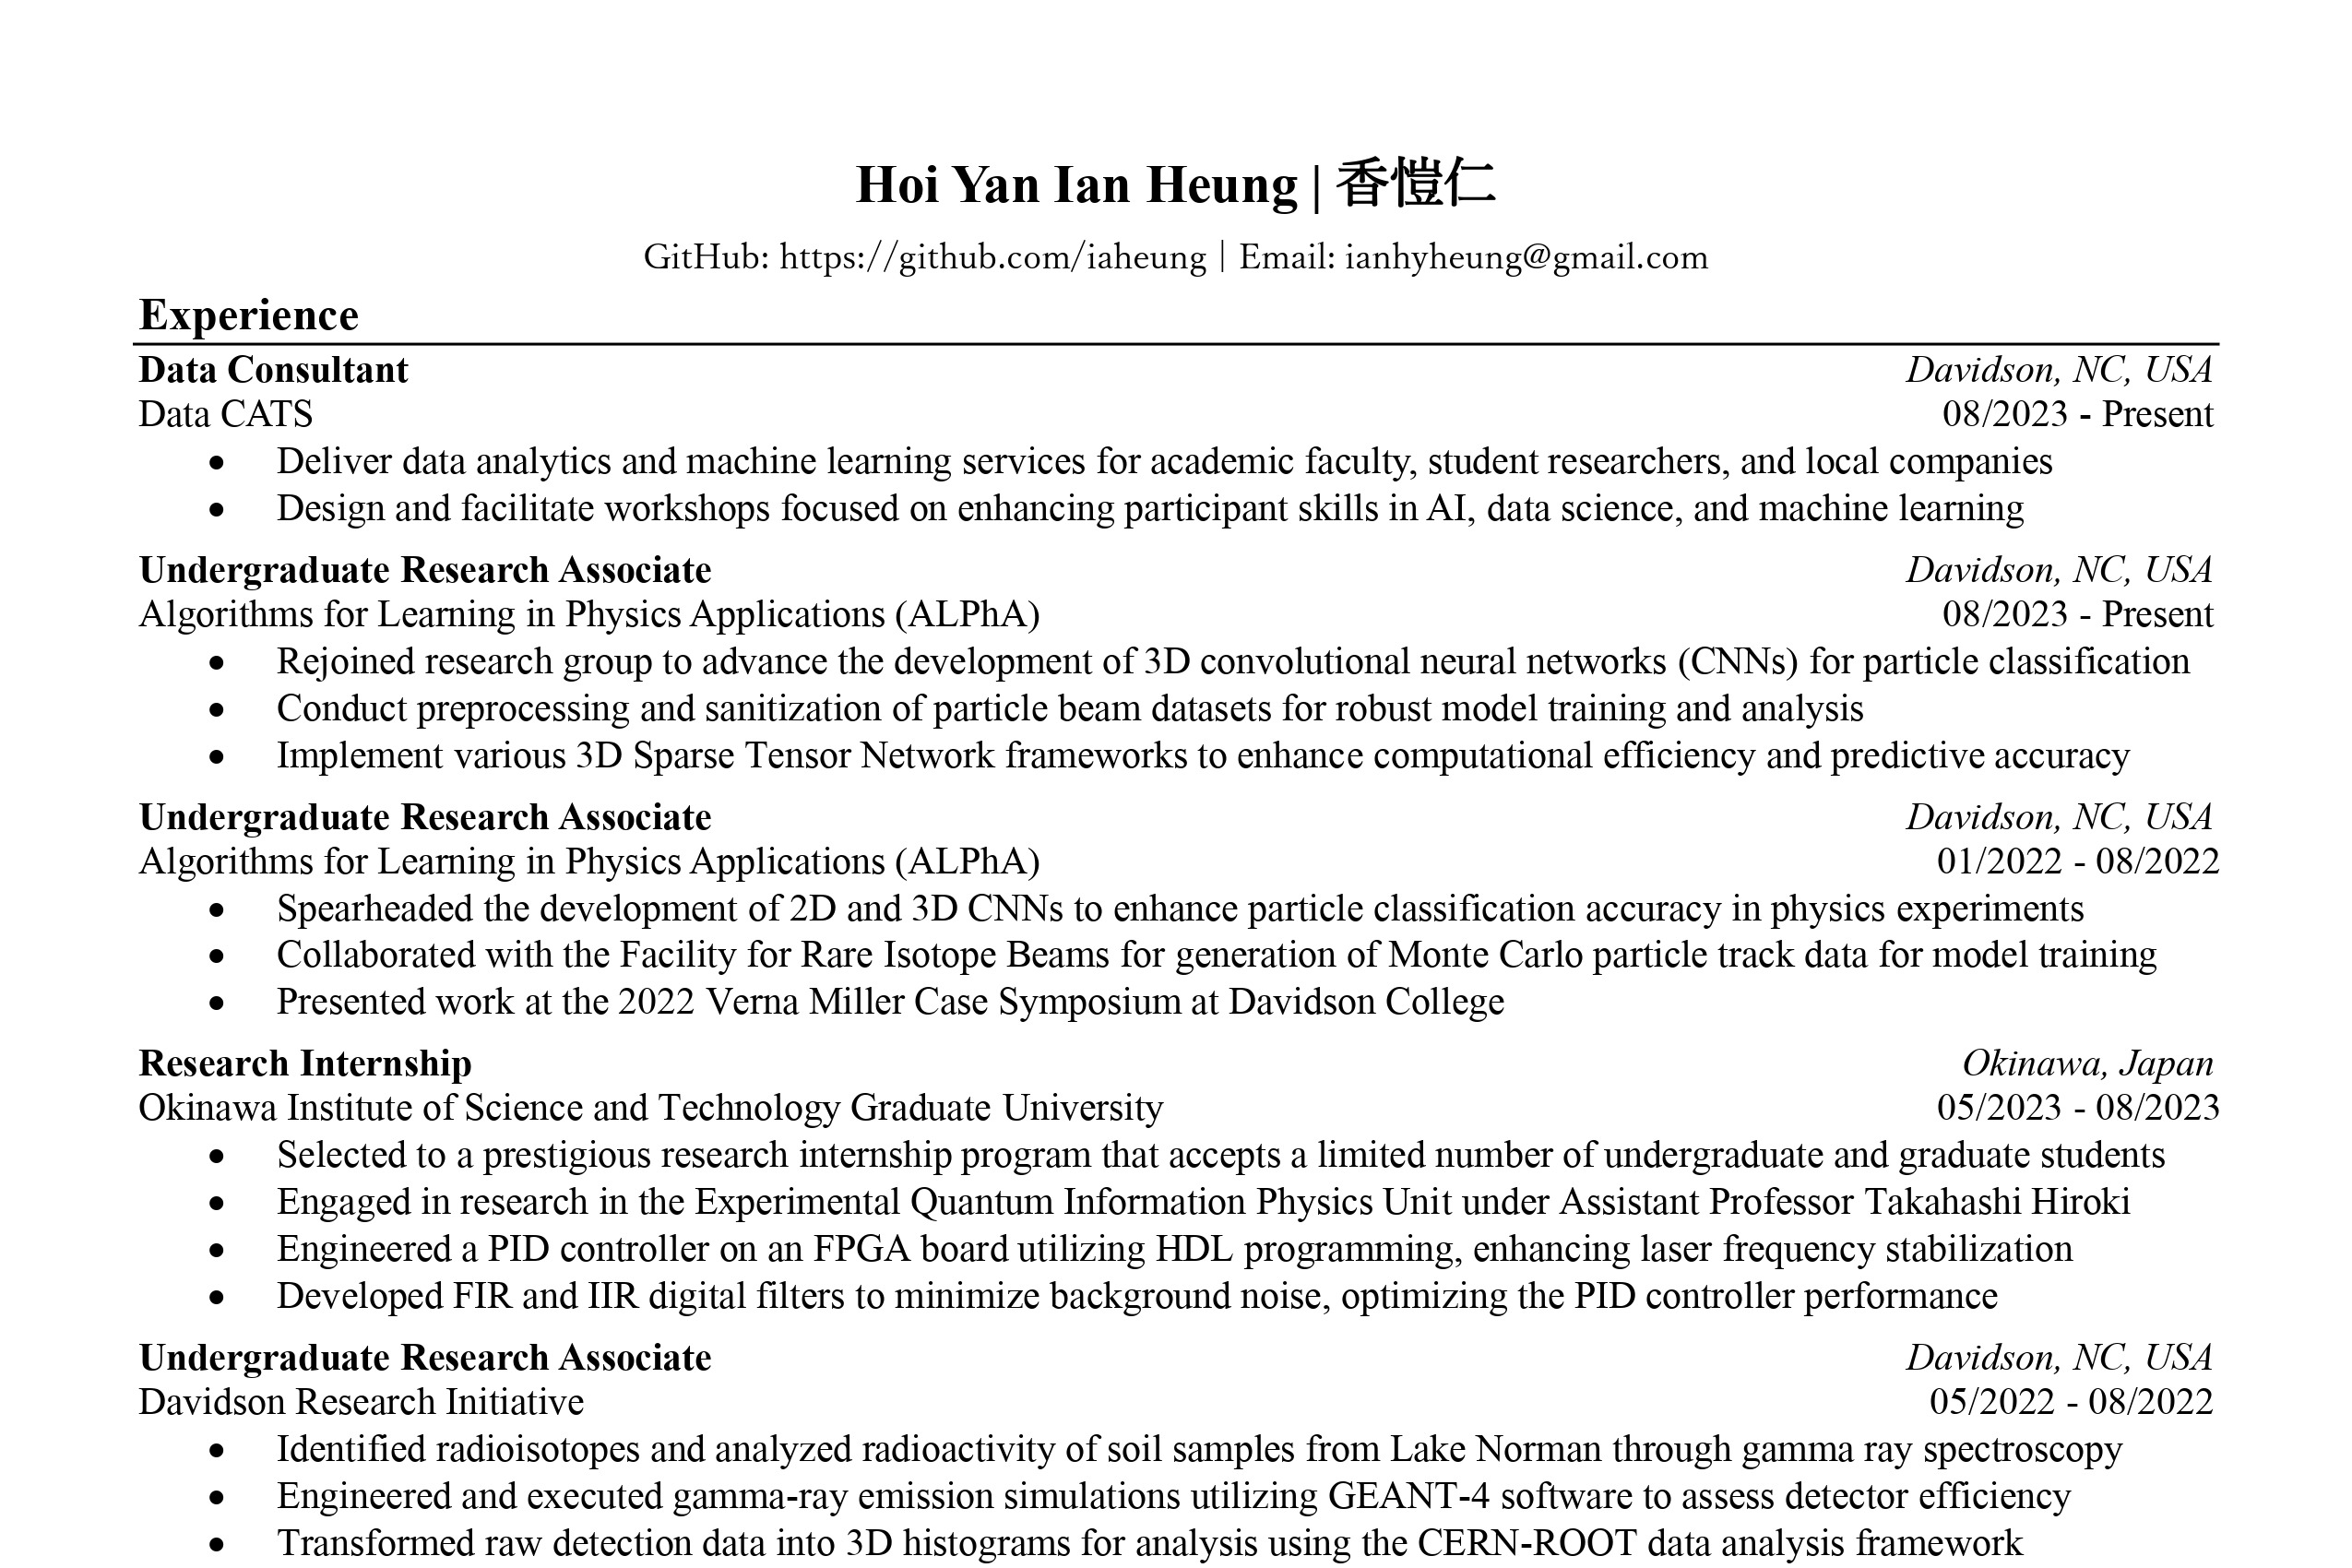 Hoi Yan Ian Heung | 香愷仁
GitHub: https://github.com/iaheung | Email: ianhyheung@gmail.com
Experience
Data Consultant Davidson, NC, USA
Data CATS 08/2023 - Present
• Deliver data analytics and machine learning services for academic faculty, student researchers, and local companies
• Design and facilitate workshops focused on enhancing participant skills in AI, data science, and machine learning
Undergraduate Research Associate Davidson, NC, USA
Algorithms for Learning in Physics Applications (ALPhA) 08/2023 - Present
• Rejoined research group to advance the development of 3D convolutional neural networks (CNNs) for particle classification
• Conduct preprocessing and sanitization of particle beam datasets for robust model training and analysis
• Implement various 3D Sparse Tensor Network frameworks to enhance computational efficiency and predictive accuracy
Undergraduate Research Associate Davidson, NC, USA
Algorithms for Learning in Physics Applications (ALPhA) 01/2022 - 08/2022
• Spearheaded the development of 2D and 3D CNNs to enhance particle classification accuracy in physics experiments
• Collaborated with the Facility for Rare Isotope Beams for generation of Monte Carlo particle track data for model training
• Presented work at the 2022 Verna Miller Case Symposium at Davidson College
Research Internship Okinawa, Japan
Okinawa Institute of Science and Technology Graduate University 05/2023 - 08/2023
• Selected to a prestigious research internship program that accepts a limited number of undergraduate and graduate students
• Engaged in research in the Experimental Quantum Information Physics Unit under Assistant Professor Takahashi Hiroki
• Engineered a PID controller on an FPGA board utilizing HDL programming, enhancing laser frequency stabilization
• Developed FIR and IIR digital filters to minimize background noise, optimizing the PID controller performance
Undergraduate Research Associate Davidson, NC, USA
Davidson Research Initiative 05/2022 - 08/2022
• Identified radioisotopes and analyzed radioactivity of soil samples from Lake Norman through gamma ray spectroscopy
• Engineered and executed gamma-ray emission simulations utilizing GEANT-4 software to assess detector efficiency
• Transformed raw detection data into 3D histograms for analysis using the CERN-ROOT data analysis framework